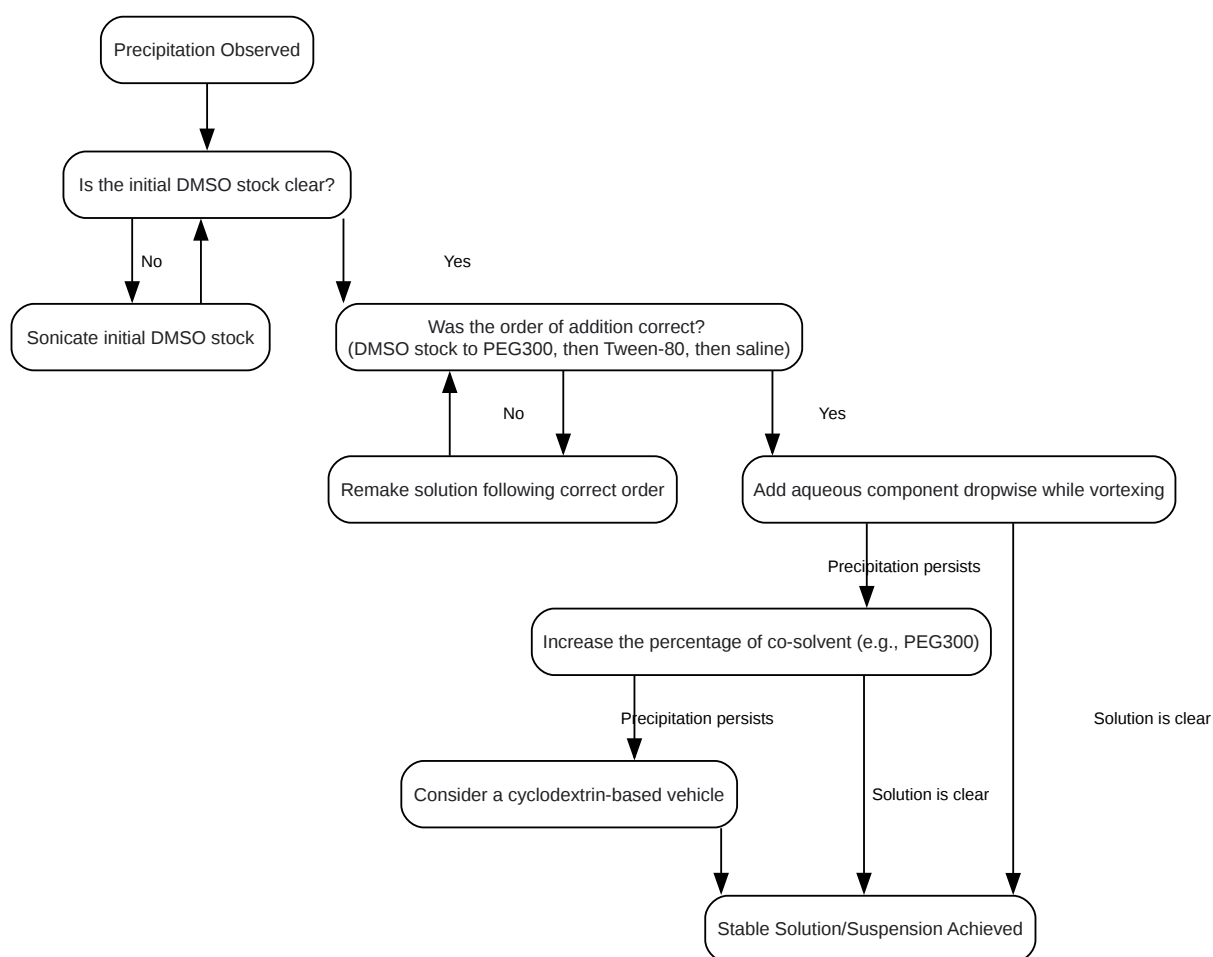 Precipitation Observed
Is the initial DMSO stock clear?
No
Yes
Sonicate initial DMSO stock
Was the order of addition correct?
(DMSO stock to PEG300, then Tween-80, then saline)
No
Yes
Remake solution following correct order
Add aqueous component dropwise while vortexing
Precipitation persists
Increase the percentage of co-solvent (e.g., PEG300)
Precipitation persists
Solution is clear
Consider a cyclodextrin-based vehicle
Solution is clear
Stable Solution/Suspension Achieved